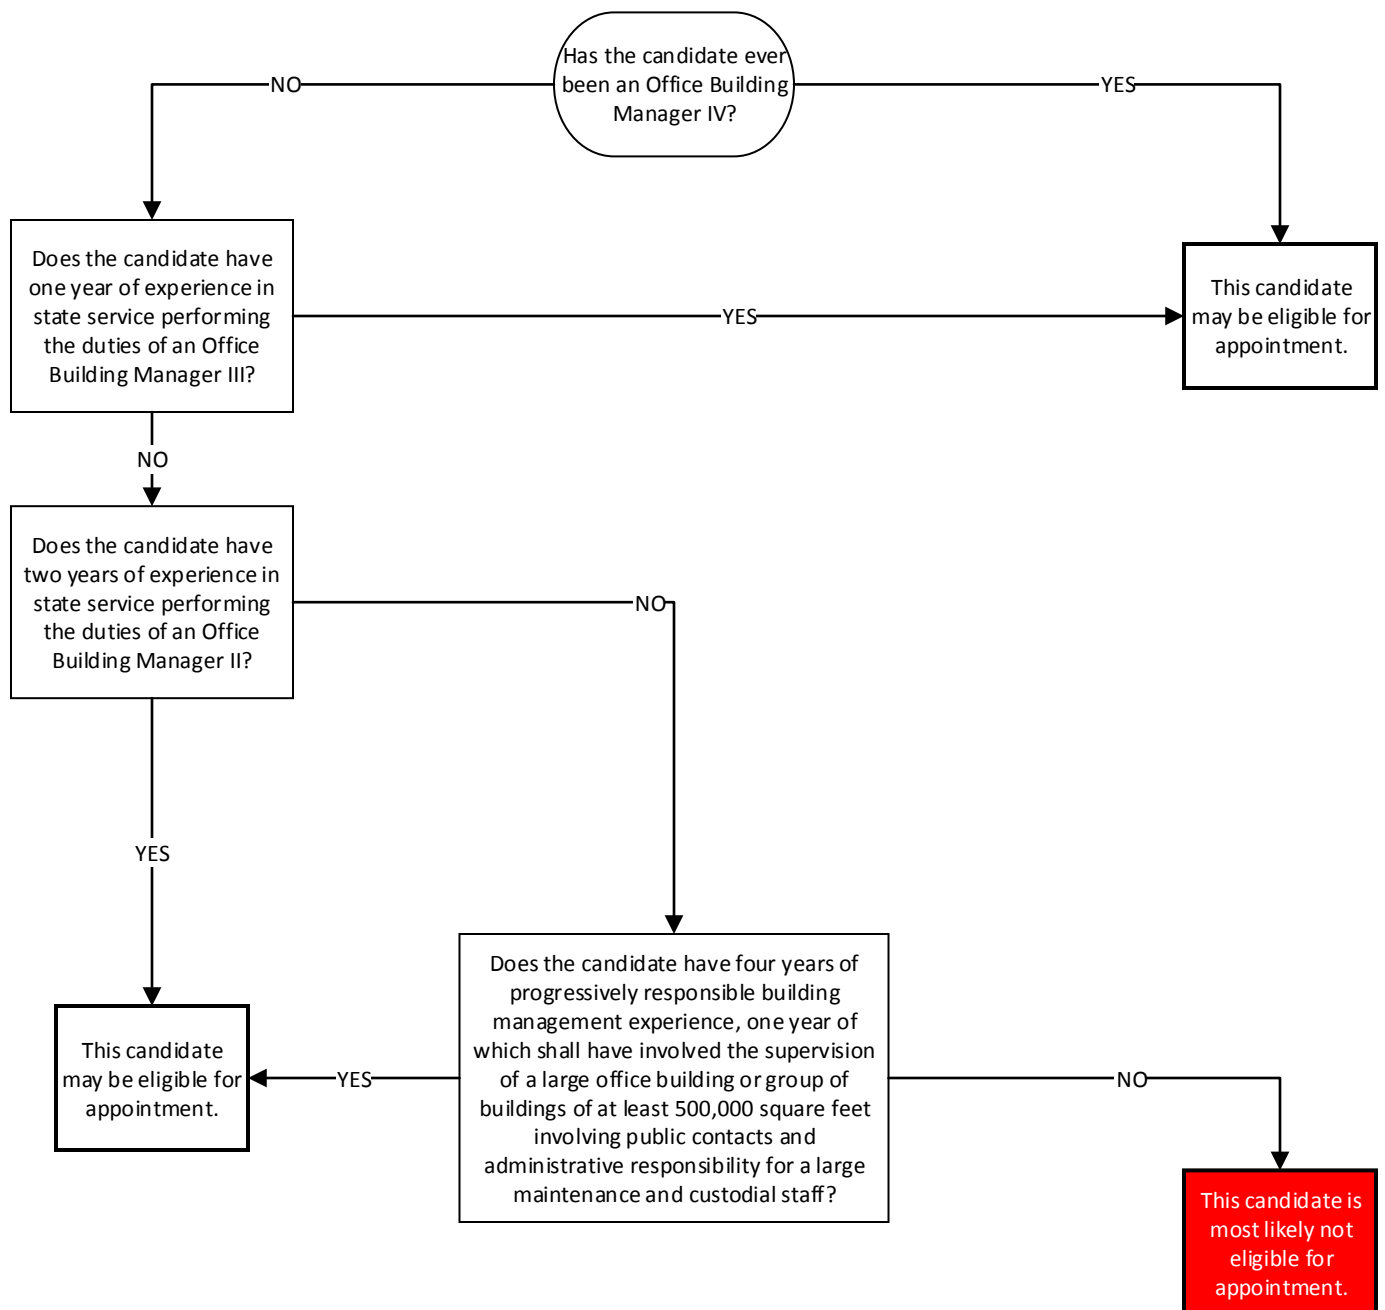 Has the candidate ever
been an Office Building
Manager IV?
NO
YES
Does the candidate have
one year of experience in
state service performing
the duties of an Office
Building Manager III?
YES
This candidate
may be eligible for
appointment.
NO
Does the candidate have
two years of experience in
state service performing
the duties of an Office
Building Manager II?
NO
YES
Does the candidate have four years of
progressively responsible building
management experience, one year of
which shall have involved the supervision
of a large office building or group of
buildings of at least 500,000 square feet
involving public contacts and
administrative responsibility for a large
maintenance and custodial staff?
This candidate
may be eligible for
appointment.
YES
NO
This candidate is
most likely not
eligible for
appointment.